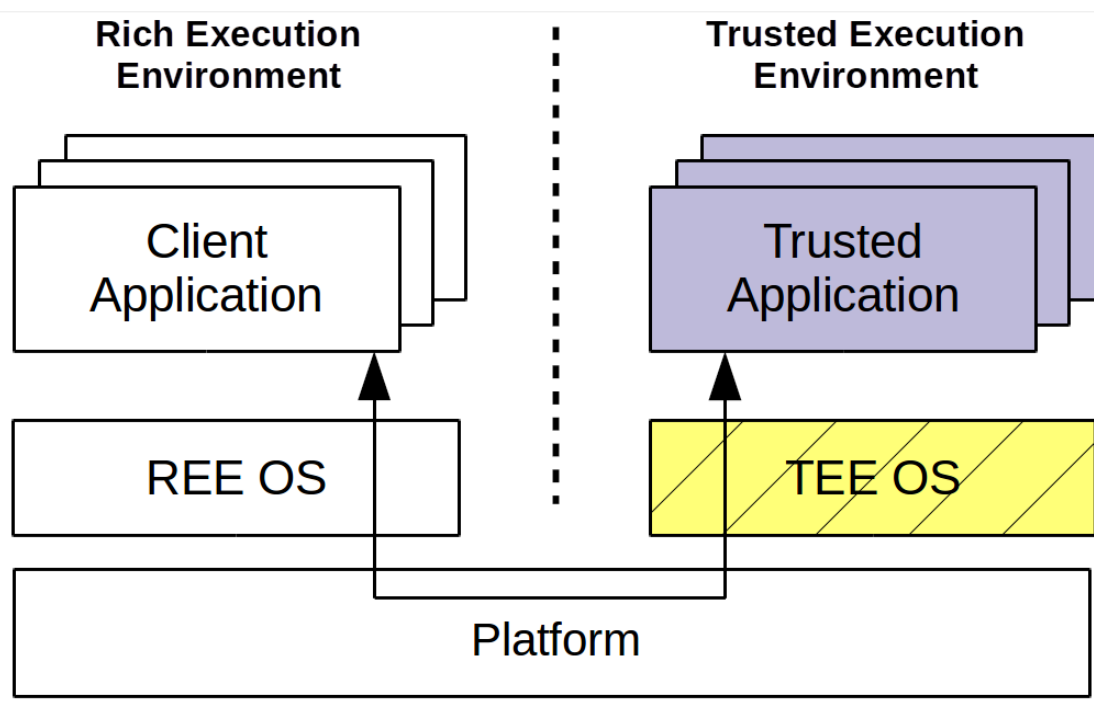 Rich Execution
Environment
Trusted Execution
Environment
Client
Application
Trusted
Application
REE OS
TEE OS
Platform